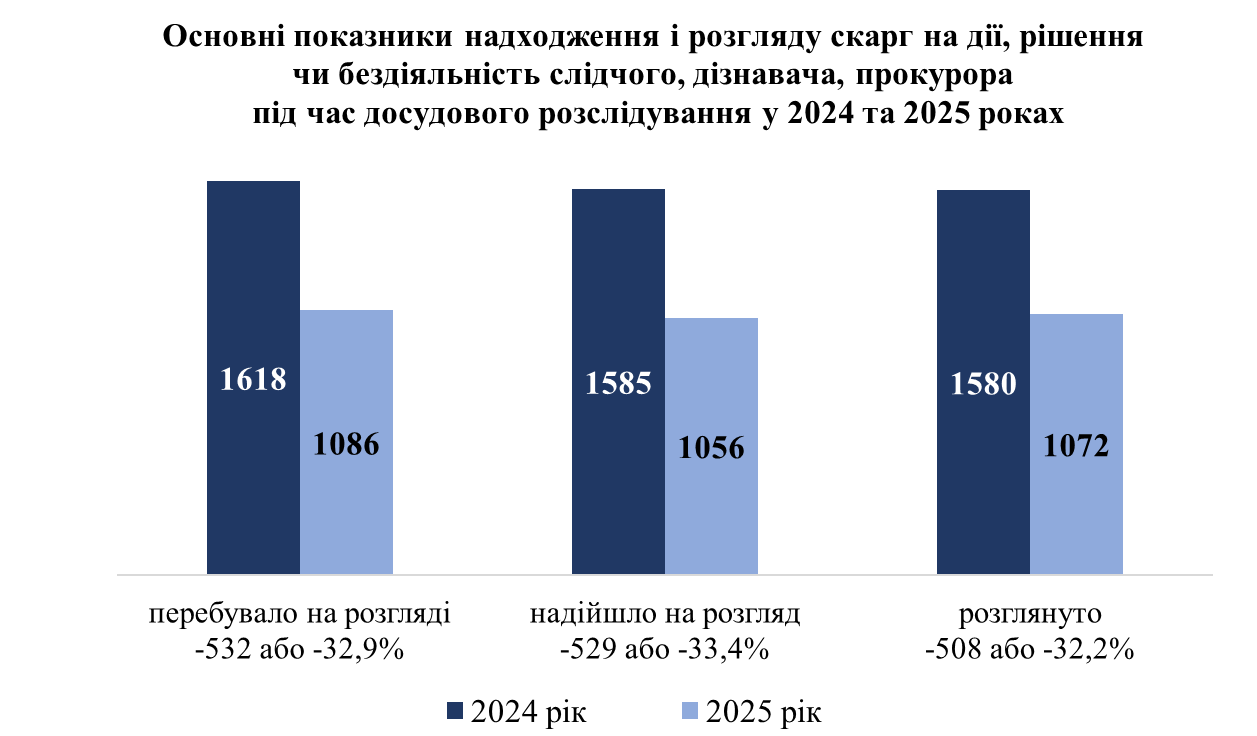 Основні показники надходження і розгляду скарг на дії, рішення
чи бездіяльність слідчого, дізнавача, прокурора
під час досудового розслідування у 2024 та 2025 роках
1618
1086
1585
1056
1580
1072
перебувало на розгляді
-532 або -32,9%
надійшло на розгляд
-529 або -33,4%
розглянуто
-508 або -32,2%
2024 рік
2025 рік